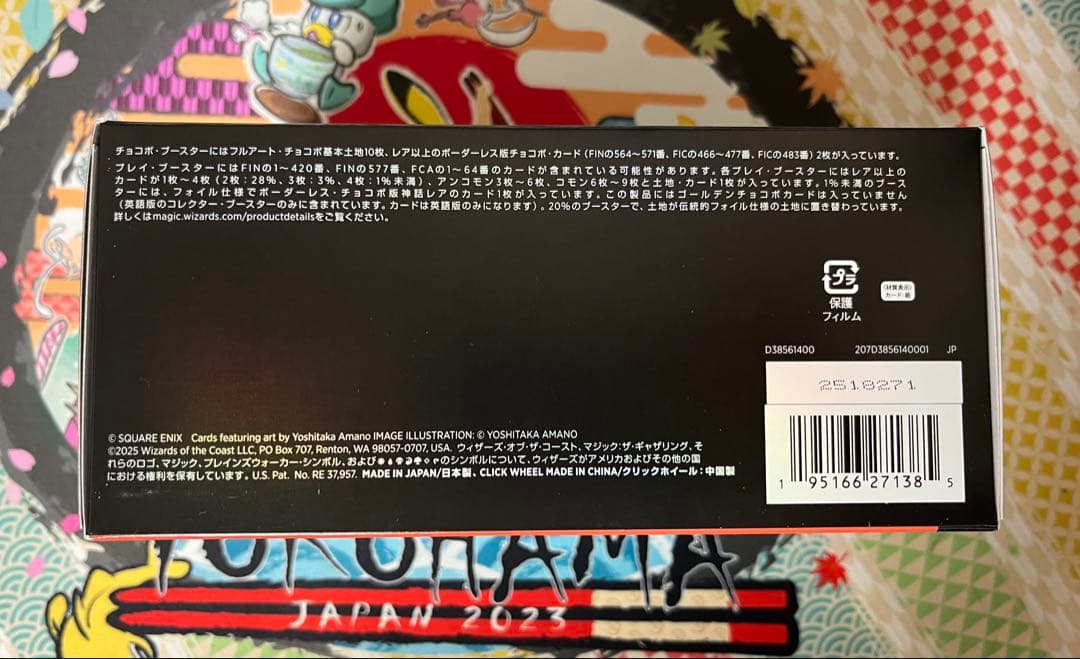 チョコボ・ブースターにはフルアート・チョコボ基本土地10枚、レア以上のボーダーレス版チョコボ・カード (FINの564~571番、FICの466~477番、FICの483番) 2枚が入っています。
プレイ・ブースターにはFINの1~420番、FINの577番、FCAの1~64番のカードが含まれている可能性があります。各プレイ・ブースターにはレア以上の
カードが1枚~4枚 (2枚:28%、3枚:3%、4枚:1%未満)、アンコモン3枚~6枚、コモン6枚~9枚と土地・カード1枚が入っています。1%未満のブース
ターには、フォイル仕様でボーダーレス・チョコボ版神話レアのカード1枚が入っています。この製品にはゴールデンチョコボカードは入っていません
(英語版のコレクター・ブースターのみに含まれています。カードは英語版のみになります)。20%のブースターで、土地が伝統的フォイル仕様の土地に置き替わっています。
詳しくはmagic.wizards.com/productdetailsをご覧ください。
プラ
保護
フィルム
(材質表示)
カード:紙
D38561400 207D3856140001 JP
2518271
1 95166 27138 5
© SQUARE ENIX Cards featuring art by Yoshitaka Amano IMAGE ILLUSTRATION: © YOSHITAKA AMANO
©2025 Wizards of the Coast LLC, PO Box 707, Renton, WA 98057-0707, USA. ウィザーズ・オブ・ザ・コースト、マジック:ザ・ギャザリング、そ
れらのロゴ、マジック、プレインズウォーカー・シンボル、およびのシンボルについて、ウィザーズがアメリカおよびその他の国
における権利を保有しています。U.S. Pat. No. RE 37,957. MADE IN JAPAN/日本製、CLICK WHEEL MADE IN CHINA/クリックホイール:中国製
YOKOHAMA
JAPAN 2023